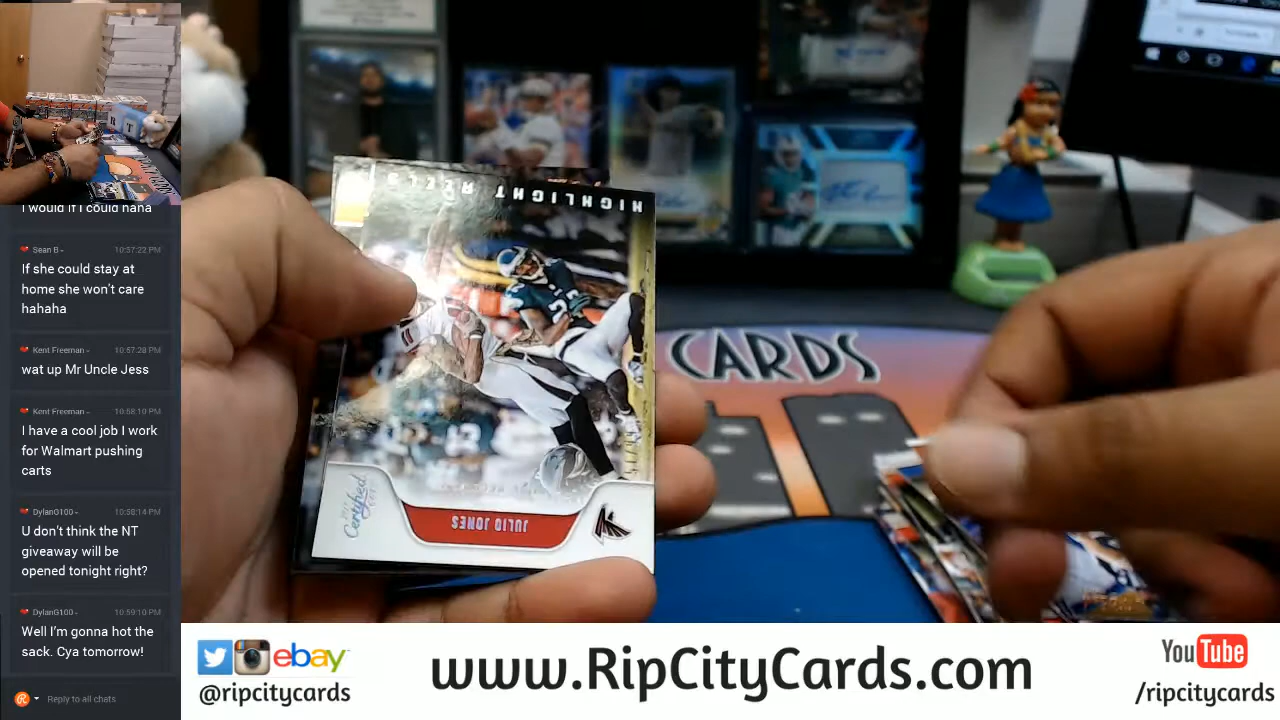 I would if I could haha
Sean B -
10:57:22 PM
If she could stay at
home she won't care
hahaha
Kent Freeman -
10:57:28 PM
wat up Mr Uncle Jess
Kent Freeman -
10:58:10 PM
I have a cool job I work
for Walmart pushing
carts
DylanG100 -
10:58:14 PM
U don't think the NT
giveaway will be
opened tonight right?
DylanG100 -
10:59:10 PM
Well I'm gonna hot the
sack. Cya tomorrow!
Reply to all chats
HIGHLIGHT REELS
Certified
JULIO JONES
CARDS
CARDS
ebay
@ripcitycards
www.RipCityCards.com
YouTube
/ripcitycards